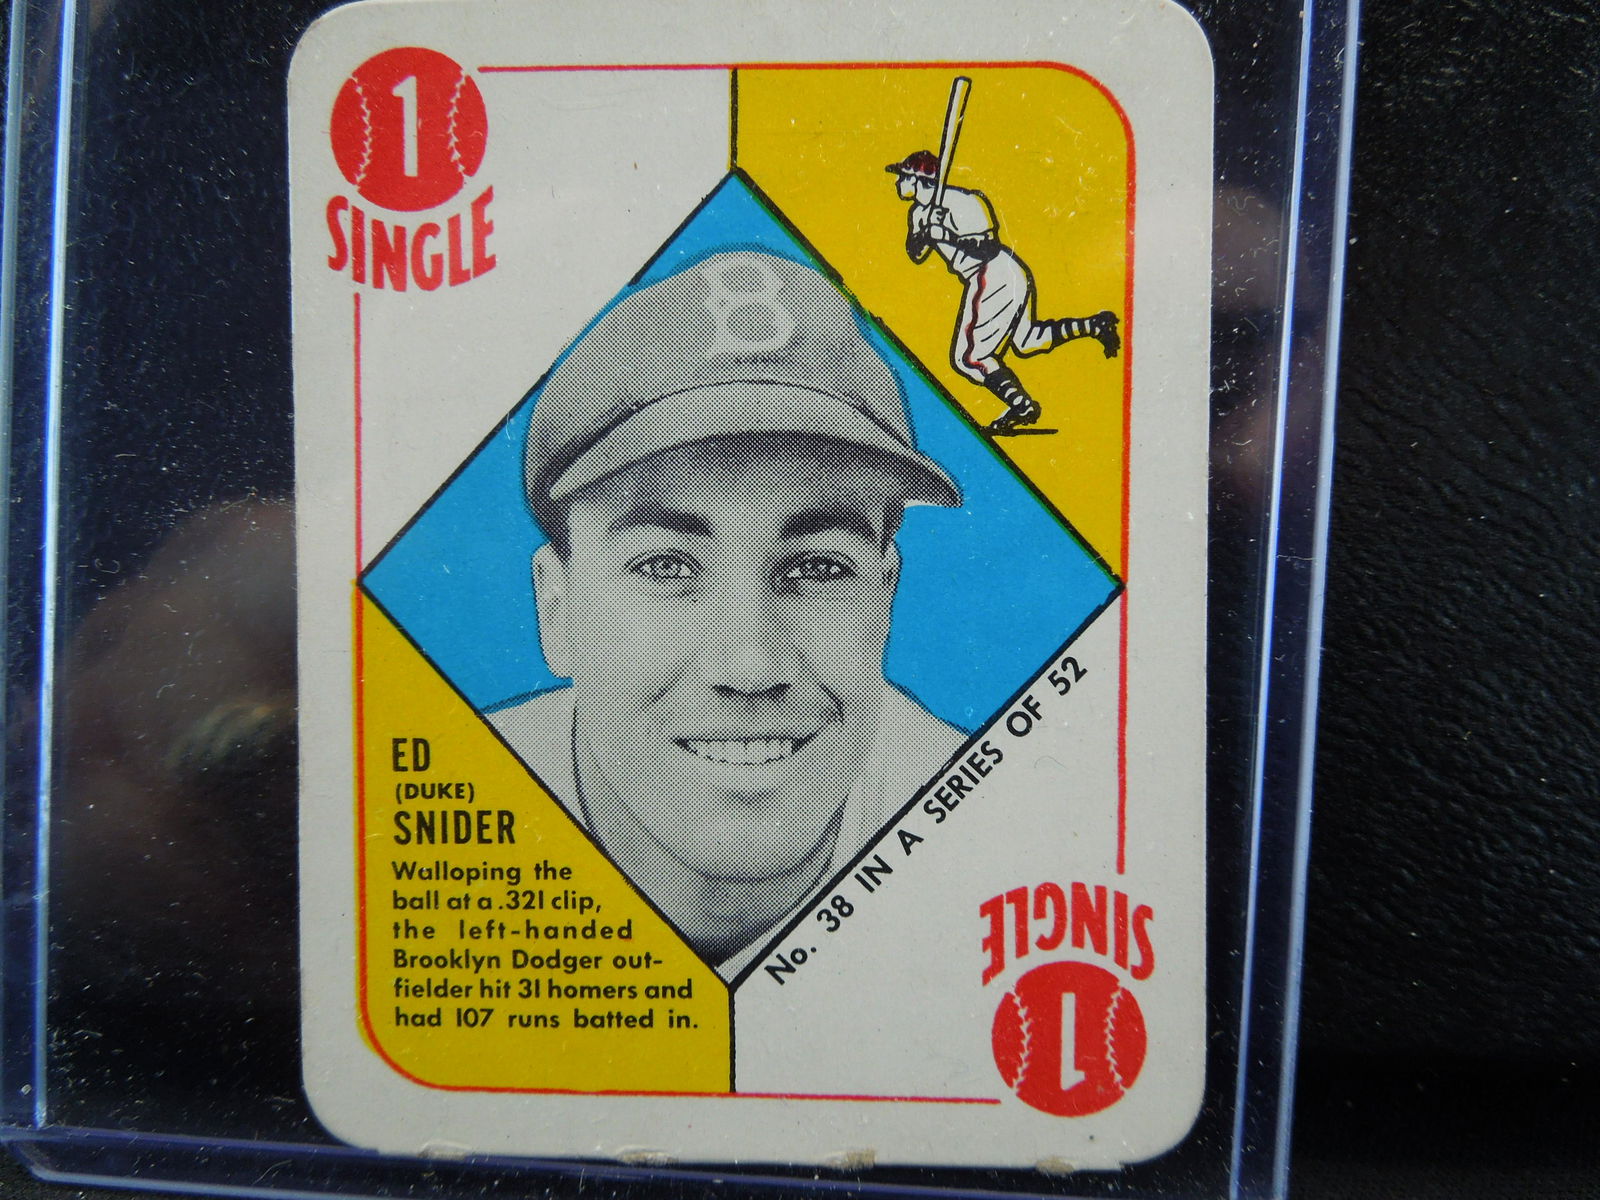 1
SINGLE
B
ED
(DUKE)
SNIDER
Walloping the
ball at a .321 clip,
the left-handed
Brooklyn Dodger out-
fielder hit 31 homers and
had 107 runs batted in.
No. 38 IN A SERIES OF 52
SINGLE
1